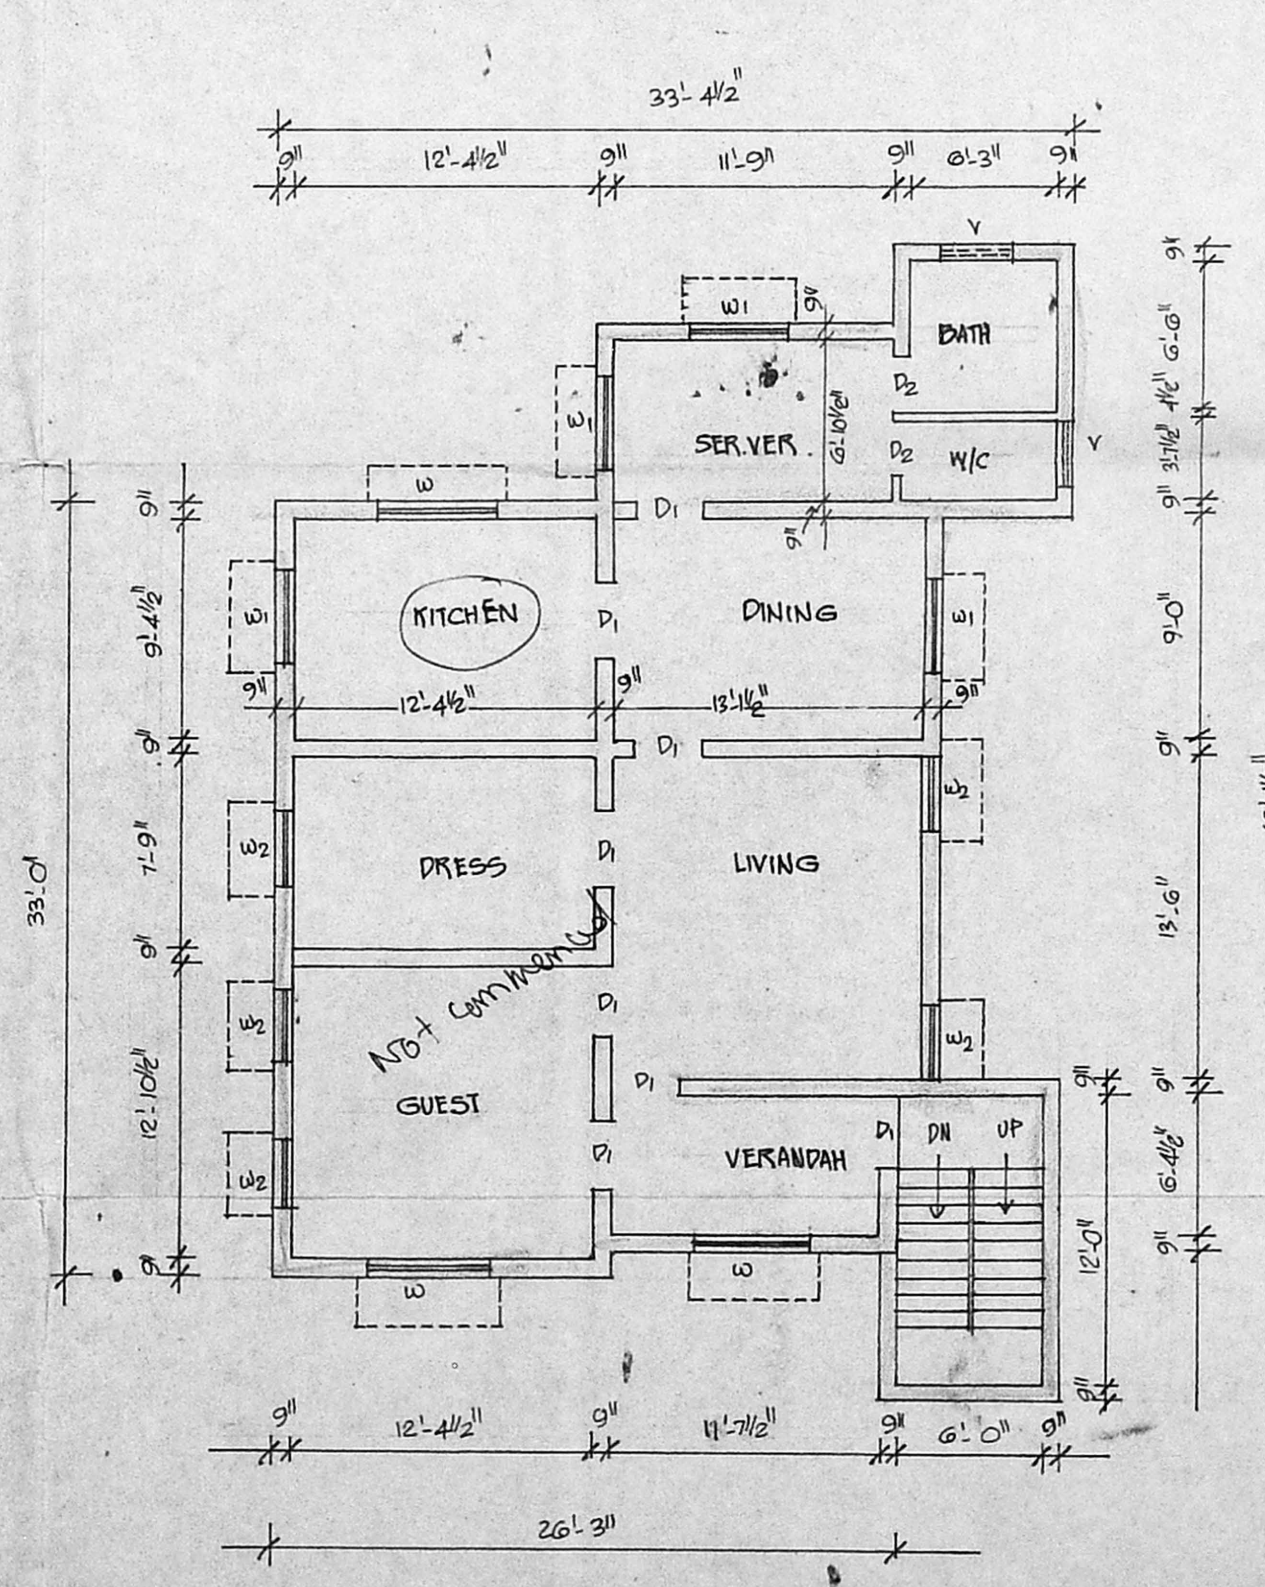 33'-4½"
9" 12'-4½" 9" 11'-9" 9" 6'-3" 9"
V
9"
W1 9"
BATH
6'-6"
W1
D2
4½"
SERVER. 6'-10½" D2 W/C V
3'-7½"
W
9" D1 9"
9"
W1 9'-4½" KITCHEN D1 DINING W1 9'-0"
9" 12'-4½" 9" 13'-1½" 9"
9" D1 9"
W2
W2 7'-9" DRESS D1 LIVING
33'-0" 13'-6"
9"
Not commenced
W2 D1 W2
12'-10½" GUEST D1 9" 9"
D1 DN UP
W2 D1 VERANDAH 6'-4½"
12'-0"
9" W W 9"
9"
9" 12'-4½" 9" 11'-7½" 9" 6'-0" 9"
26'-3"